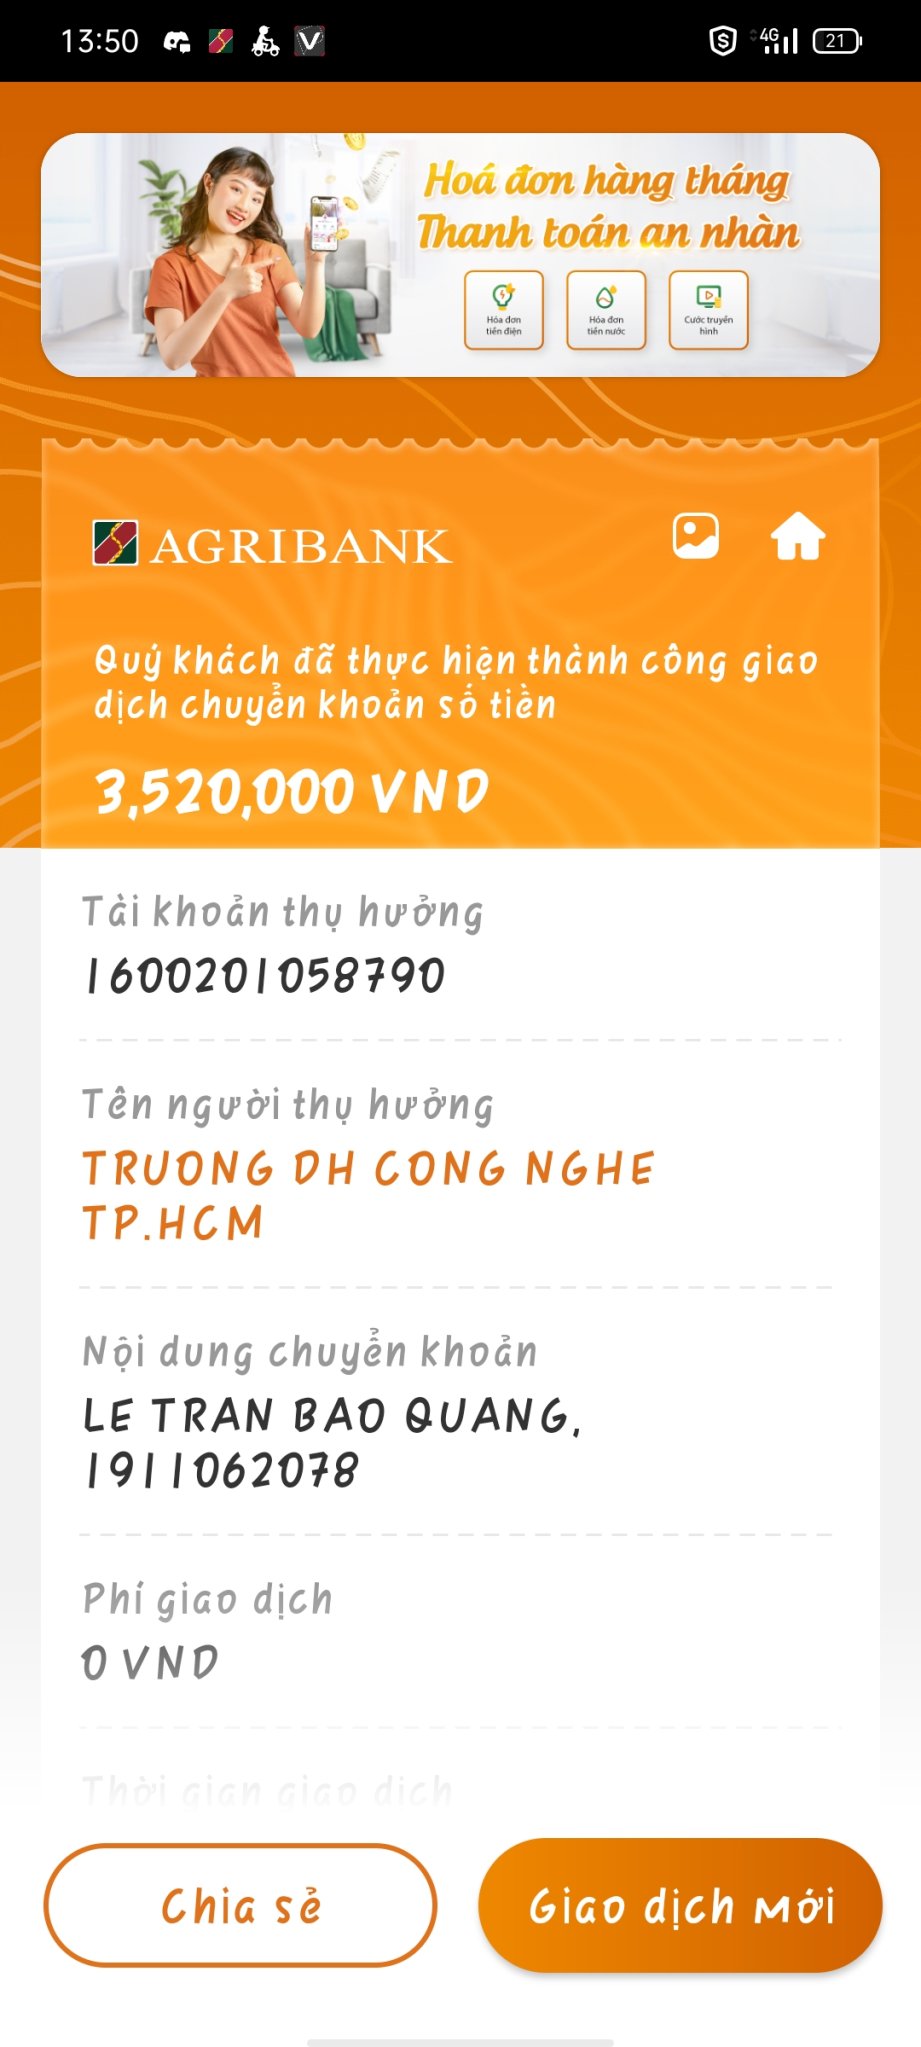 13:50
4G
21
Hoá đơn hàng tháng
Thanh toán an nhàn
Hóa đơn
tiền điện
Hóa đơn
tiền nước
Cước truyền
hình
AGRIBANK
Quý khách đã thực hiện thành công giao
dịch chuyển khoản số tiền
3,520,000 VND
Tài khoản thụ hưởng
1600201058790
Tên người thụ hưởng
TRUONG DH CONG NGHE
TP.HCM
Nội dung chuyển khoản
LE TRAN BAO QUANG,
1911062078
Phí giao dịch
0 VND
Thời gian giao dịch
Chia sẻ
Giao dịch mới